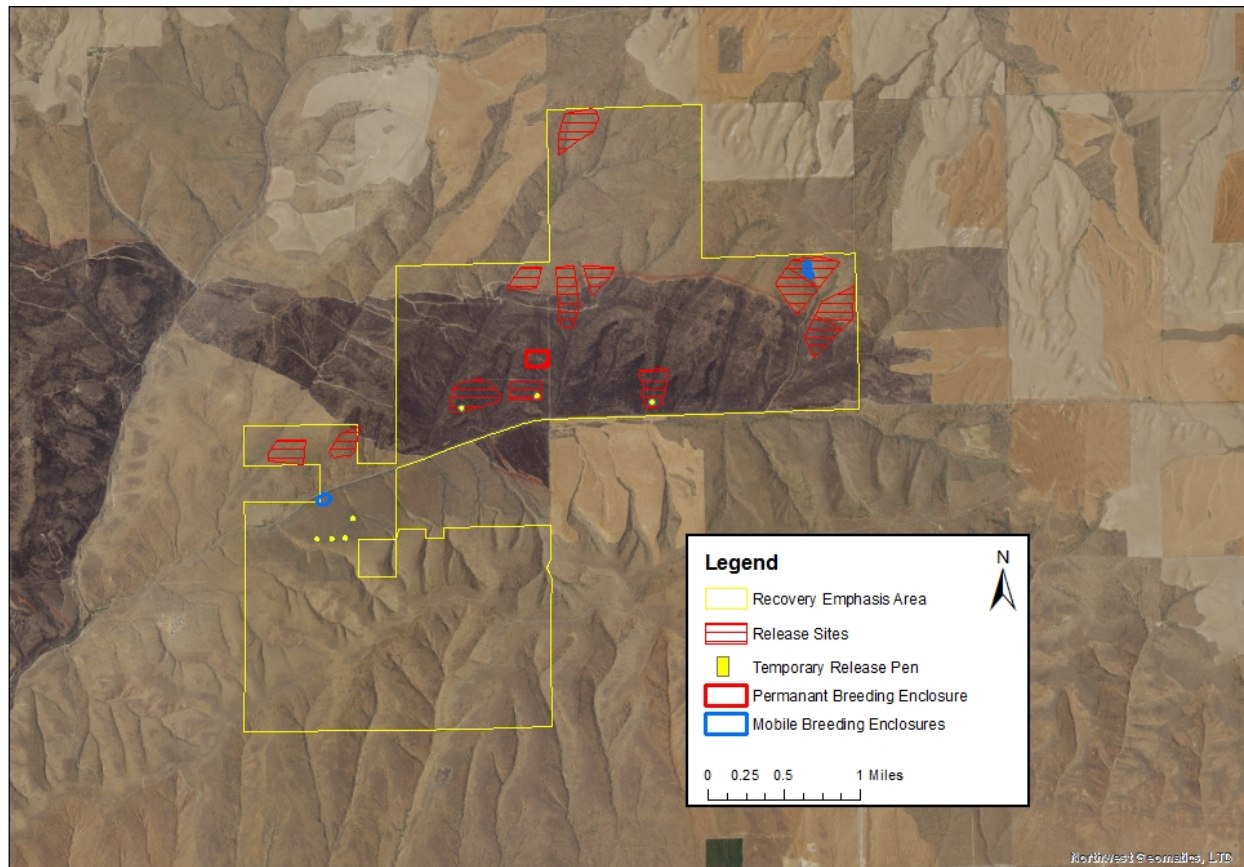 Legend
N
Recovery Emphasis Area
Release Sites
Temporary Release Pen
Permanant Breeding Enclosure
Mobile Breeding Enclosures
0 0.25 0.5 1 Miles
Northwest Geomatics, LTD